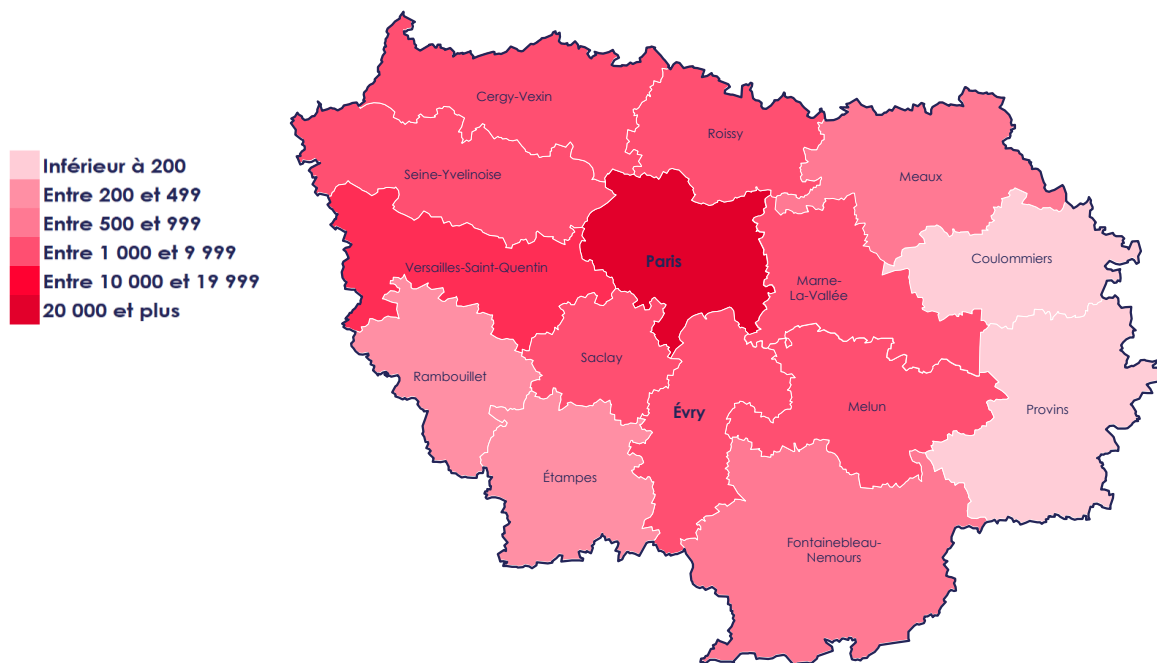 Inférieur à 200
Entre 200 et 499
Entre 500 et 999
Entre 1 000 et 9 999
Entre 10 000 et 19 999
20 000 et plus
Cergy-Vexin
Roissy
Seine-Yvelinoise
Meaux
Versailles-Saint-Quentin
Paris
Coulommiers
Marne-
La-Vallée
Saclay
Rambouillet
Évry
Melun
Provins
Étampes
Fontainebleau-
Nemours